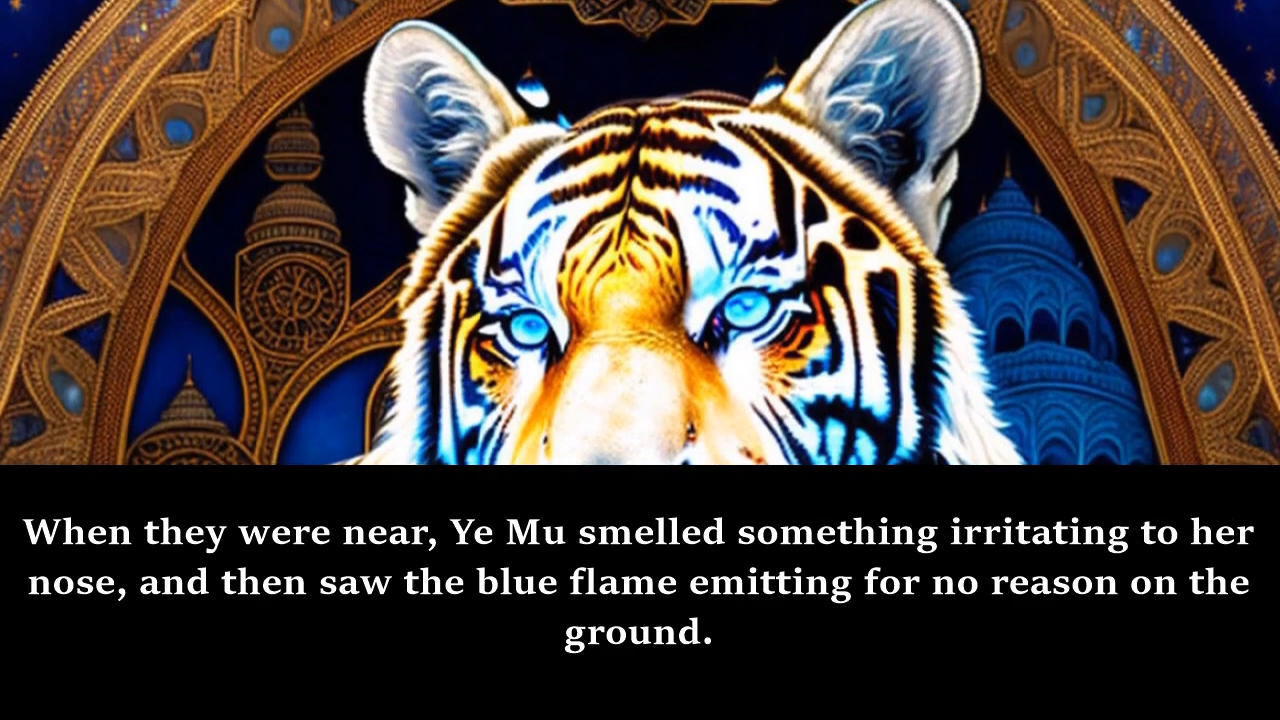 When they were near, Ye Mu smelled something irritating to her
nose, and then saw the blue flame emitting for no reason on the
ground.